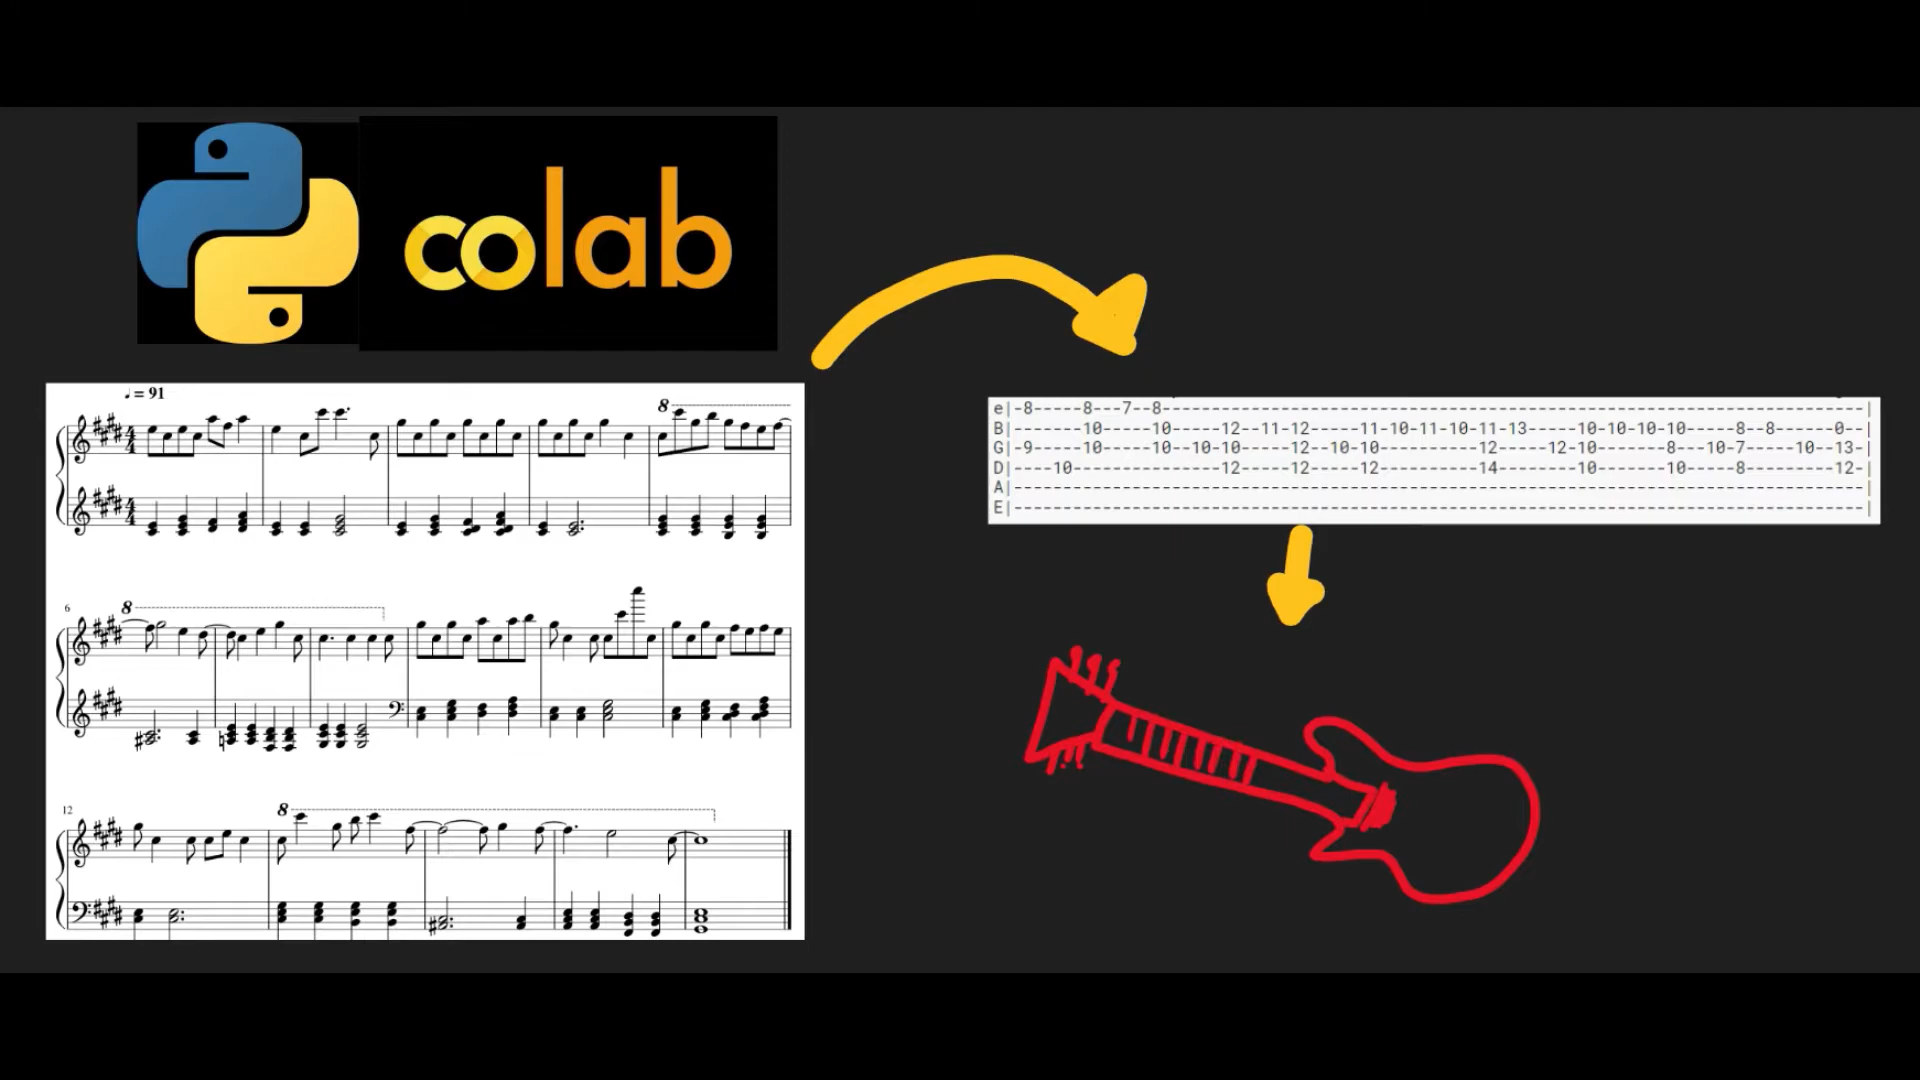 colab
= 91
8
e|-8-----8---7--8-----------------------------------------------------------------------|
B|-------10-----10-----12--11-12-----11-10-11-10-11-13-----10-10-10-10-----8--8------0--|
G|-9-----10-----10--10-10-----12--10-10----------10-----12-10-------8---10-7-----10--13-|
D|----10---------------12-----12-----12----------14--------10-------10-----8---------12-|
A|--------------------------------------------------------------------------------------|
E|--------------------------------------------------------------------------------------|
6
8
12
8